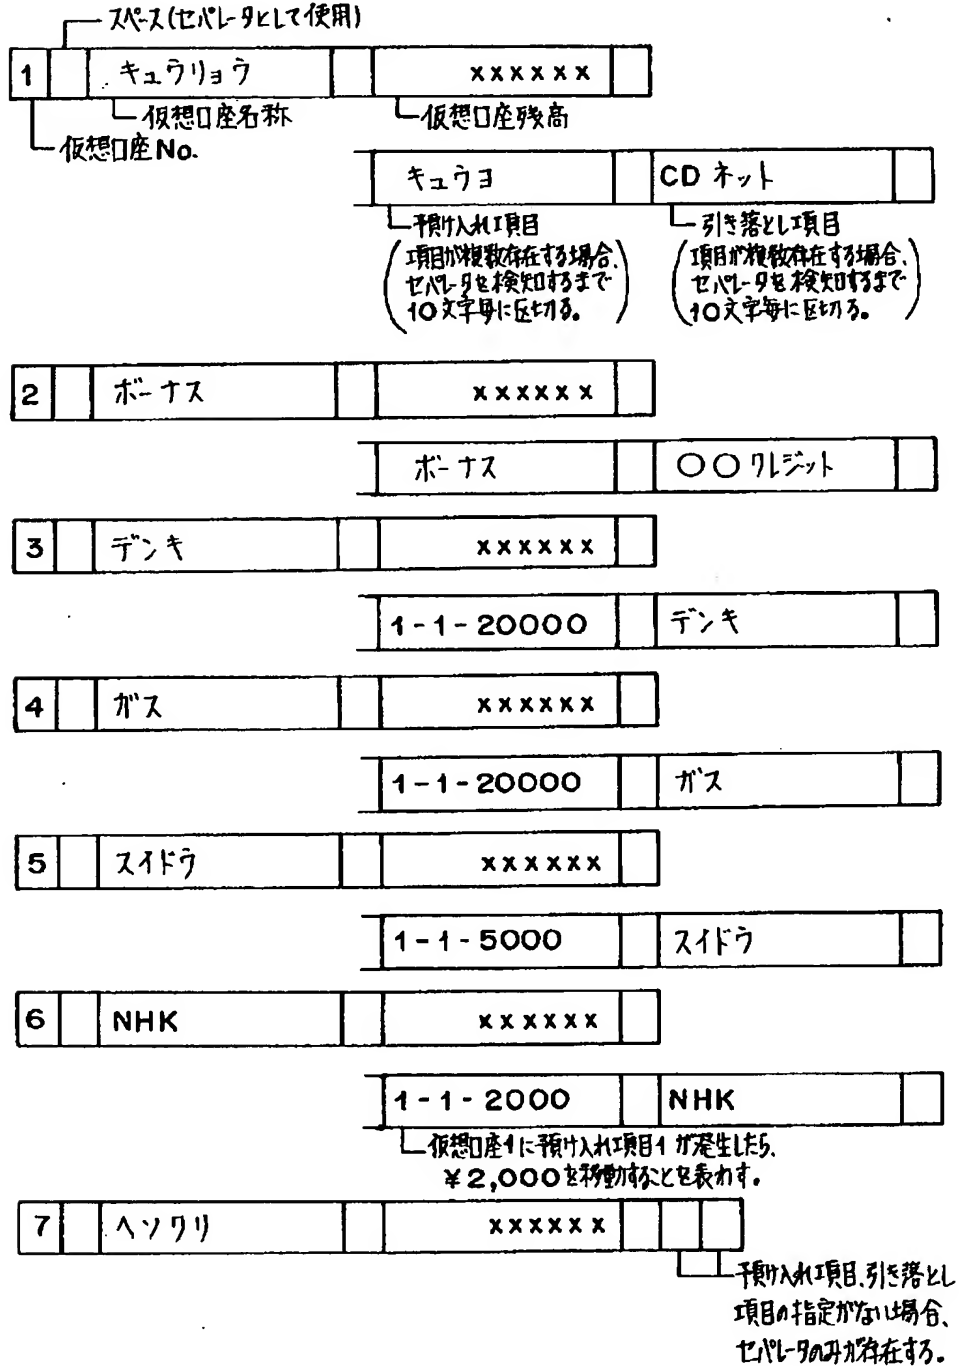 スペース(セパレータとして使用)
1 キュウリョウ xxxxxx
仮想口座名称 仮想口座残高
仮想口座No.
キュウヨ CDネット
預け入れ項目 引き落とし項目
(項目が複数存在する場合、 (項目が複数存在する場合、
セパレータを検知するまで セパレータを検知するまで
10文字毎に区切る。) 10文字毎に区切る。)
2 ボーナス xxxxxx
ボーナス ○○クレジット
3 デンキ xxxxxx
1-1-20000 デンキ
4 ガス xxxxxx
1-1-20000 ガス
5 スイドウ xxxxxx
1-1-5000 スイドウ
6 NHK xxxxxx
1-1-2000 NHK
仮想口座1に預け入れ項目1が発生したら、
¥2,000を移動することを表わす。
7 ヘソクリ xxxxxx
預け入れ項目、引き落とし
項目の指定がない場合、
セパレータのみが存在する。